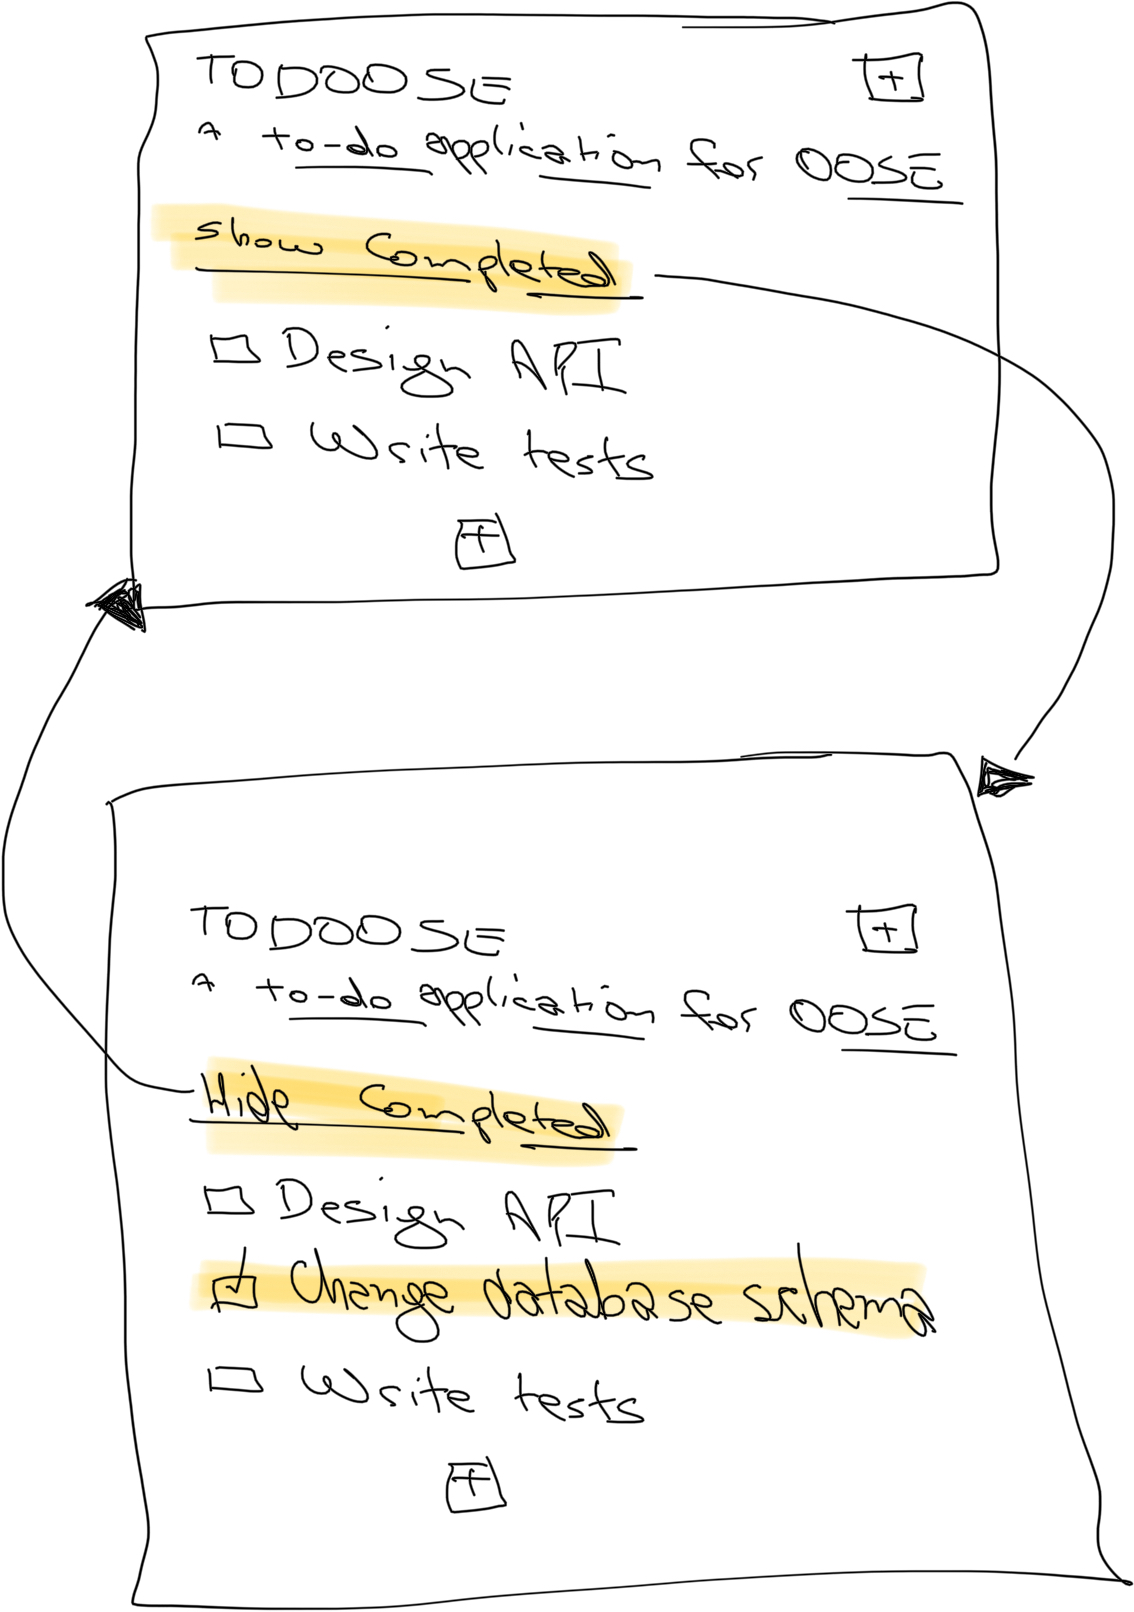 TODOOSE +
A to-do application for OOSE
Show Completed
Design API
Write tests
+
TODOOSE +
A to-do application for OOSE
Hide Completed
Design API
Change database schema
Write tests
+